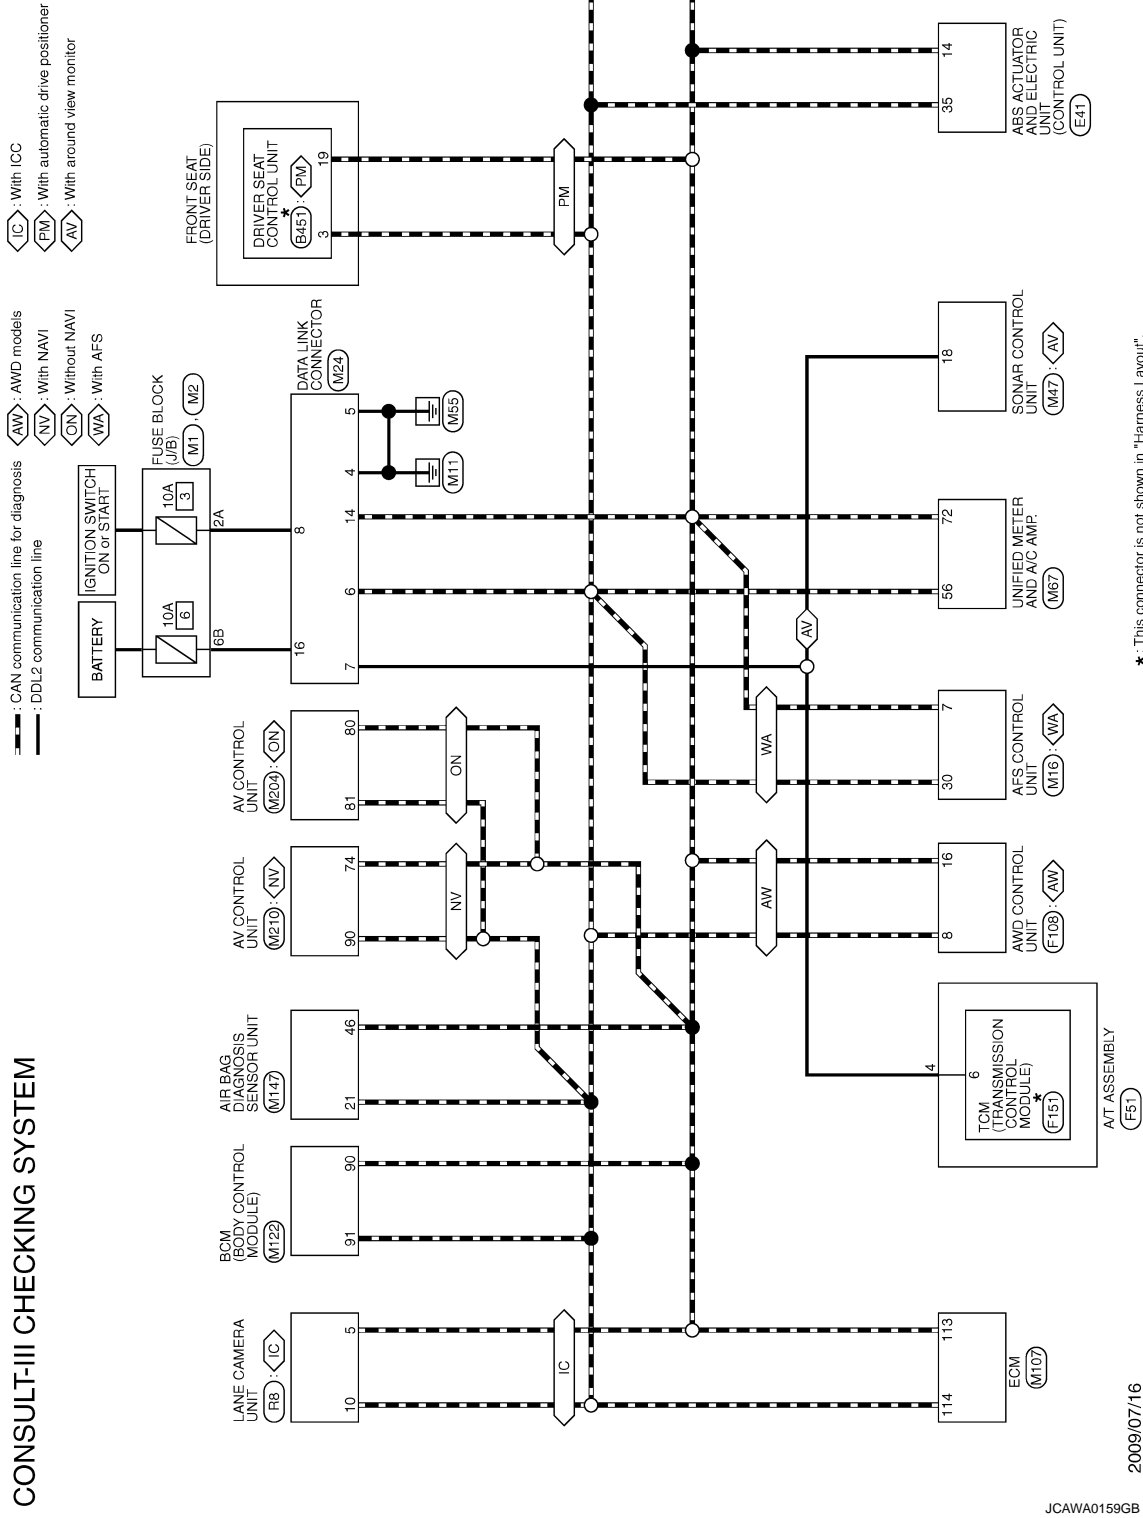 CONSULT-III CHECKING SYSTEM
: CAN communication line for diagnosis
: DDL2 communication line
AW : AWD models
NV : With NAVI
ON : Without NAVI
WA : With AFS
IC : With ICC
PM : With automatic drive positioner
AV : With around view monitor
BATTERY
IGNITION SWITCH
ON or START
FUSE BLOCK
(J/B)
M1 , M2
10A
6
10A
3
6B
2A
LANE CAMERA
UNIT
R8 : IC
10
5
BCM
(BODY CONTROL
MODULE)
M122
91
90
AIR BAG
DIAGNOSIS
SENSOR UNIT
M147
21
46
AV CONTROL
UNIT
M210 : NV
90
74
AV CONTROL
UNIT
M204 : ON
81
80
16
8
7
6
14
4
5
DATA LINK
CONNECTOR
M24
M11
M55
FRONT SEAT
(DRIVER SIDE)
DRIVER SEAT
CONTROL UNIT
*
B451 : PM
3
19
IC
NV
ON
PM
AW
WA
AV
114
113
ECM
M107
4
6
TCM
(TRANSMISSION
CONTROL
MODULE)
*
F151
A/T ASSEMBLY
F51
8
16
AWD CONTROL
UNIT
F108 : AW
30
7
AFS CONTROL
UNIT
M16 : WA
56
72
UNIFIED METER
AND A/C AMP.
M67
18
SONAR CONTROL
UNIT
M47 : AV
35
14
ABS ACTUATOR
AND ELECTRIC
UNIT
(CONTROL UNIT)
E41
* : This connector is not shown in "Harness Layout".
2009/07/16
JCAWA0159GB